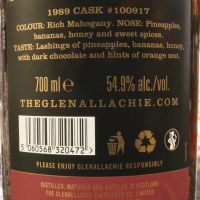 1989 CASK #100917
COLOUR: Rich Mahogany. NOSE: Pineapples,
bananas, honey and sweet spices.
TASTE: Lashings of pineapples, bananas, honey,
with dark chocolate and hints of orange zest.
700 ml e 54.9% alc./vol.
THEGLENALLACHIE.COM
PLEASE ENJOY GLENALLACHIE RESPONSIBLY
5 060568 320472 >
DISTILLED, MATURED AND BOTTLED IN SCOTLAND
THE GLENALLACHIE DISTILLERS CO. LIMITED